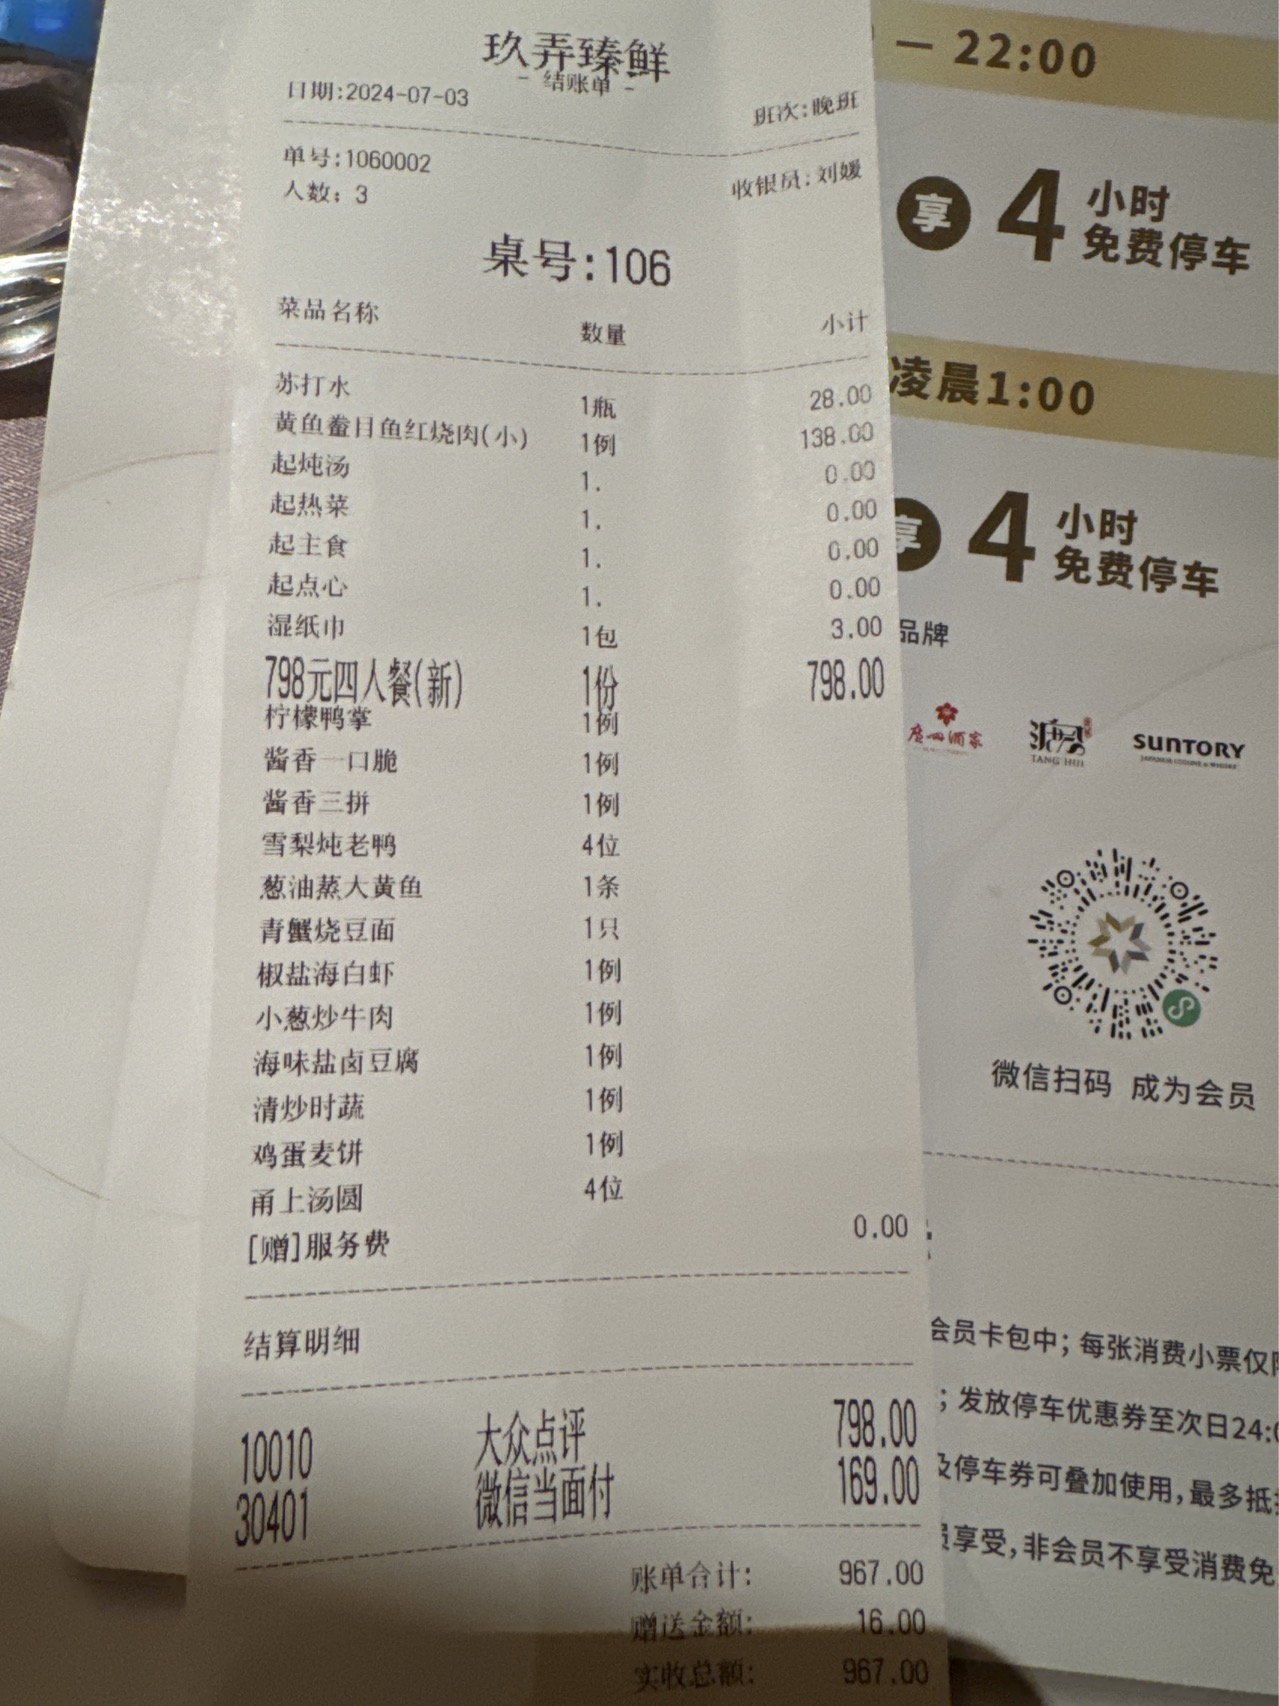 玖弄臻鲜
- 结账单 -
日期:2024-07-03
班次:晚班
单号:1060002
收银员:刘媛
人数: 3
桌号:106
菜品名称 数量 小计
苏打水 1瓶 28.00
黄鱼鲞目鱼红烧肉(小) 1例 138.00
起炖汤 1. 0.00
起热菜 1. 0.00
起主食 1. 0.00
起点心 1. 0.00
湿纸巾 1包 3.00
798元四人餐(新) 1份 798.00
柠檬鸭掌 1例
酱香一口脆 1例
酱香三拼 1例
雪梨炖老鸭 4位
葱油蒸大黄鱼 1条
青蟹烧豆面 1只
椒盐海白虾 1例
小葱炒牛肉 1例
海味盐卤豆腐 1例
清炒时蔬 1例
鸡蛋麦饼 1例
甬上汤圆 4位
[赠]服务费 0.00
结算明细
10010 大众点评 798.00
30401 微信当面付 169.00
账单合计: 967.00
赠送金额: 16.00
实收总额: 967.00
— 22:00
享 4 小时
免费停车
凌晨1:00
享 4 小时
免费停车
品牌
广州酒家
TANG HUI
SUNTORY
微信扫码 成为会员
会员卡包中; 每张消费小票仅
; 发放停车优惠券至次日24:
及停车券可叠加使用, 最多抵
员享受, 非会员不享受消费免